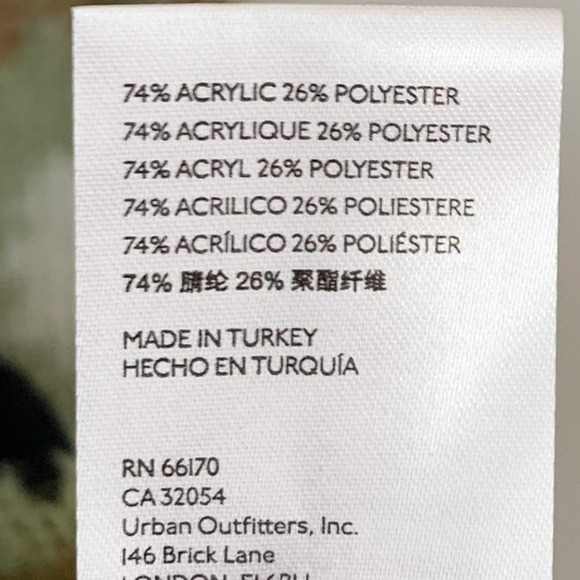 74% ACRYLIC 26% POLYESTER
74% ACRYLIQUE 26% POLYESTER
74% ACRYL 26% POLYESTER
74% ACRILICO 26% POLIESTERE
74% ACRÍLICO 26% POLIÉSTER
74% 腈纶 26% 聚酯纤维
MADE IN TURKEY
HECHO EN TURQUÍA
RN 66170
CA 32054
Urban Outfitters, Inc.
146 Brick Lane
LONDON